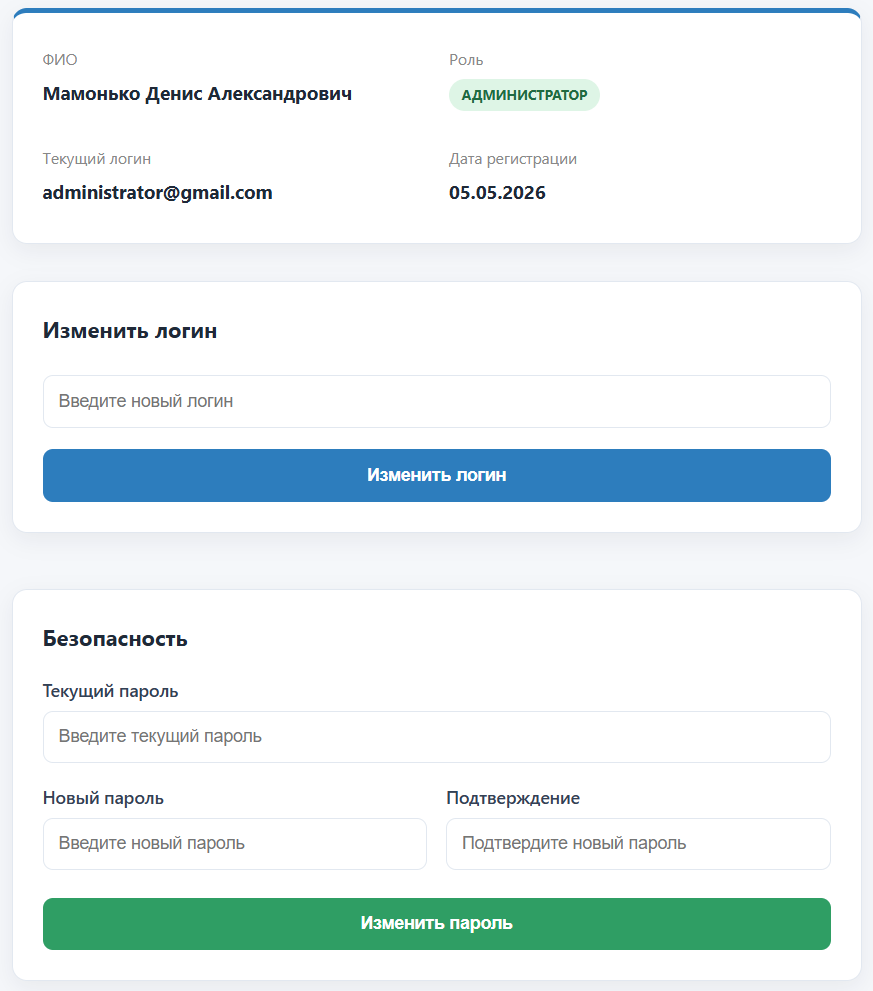 ФИО
Роль
Мамонько Денис Александрович
АДМИНИСТРАТОР
Текущий логин
Дата регистрации
administrator@gmail.com
05.05.2026
Изменить логин
Введите новый логин
Изменить логин
Безопасность
Текущий пароль
Введите текущий пароль
Новый пароль
Подтверждение
Введите новый пароль
Подтвердите новый пароль
Изменить пароль